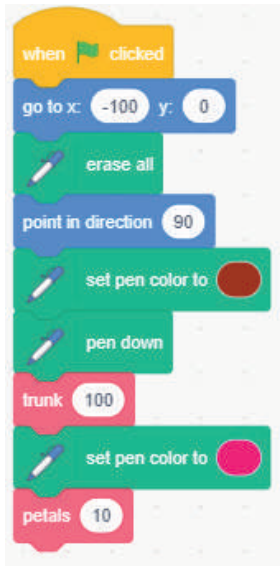 when clicked
go to x: -100 y: 0
erase all
point in direction 90
set pen color to
pen down
trunk 100
set pen color to
petals 10